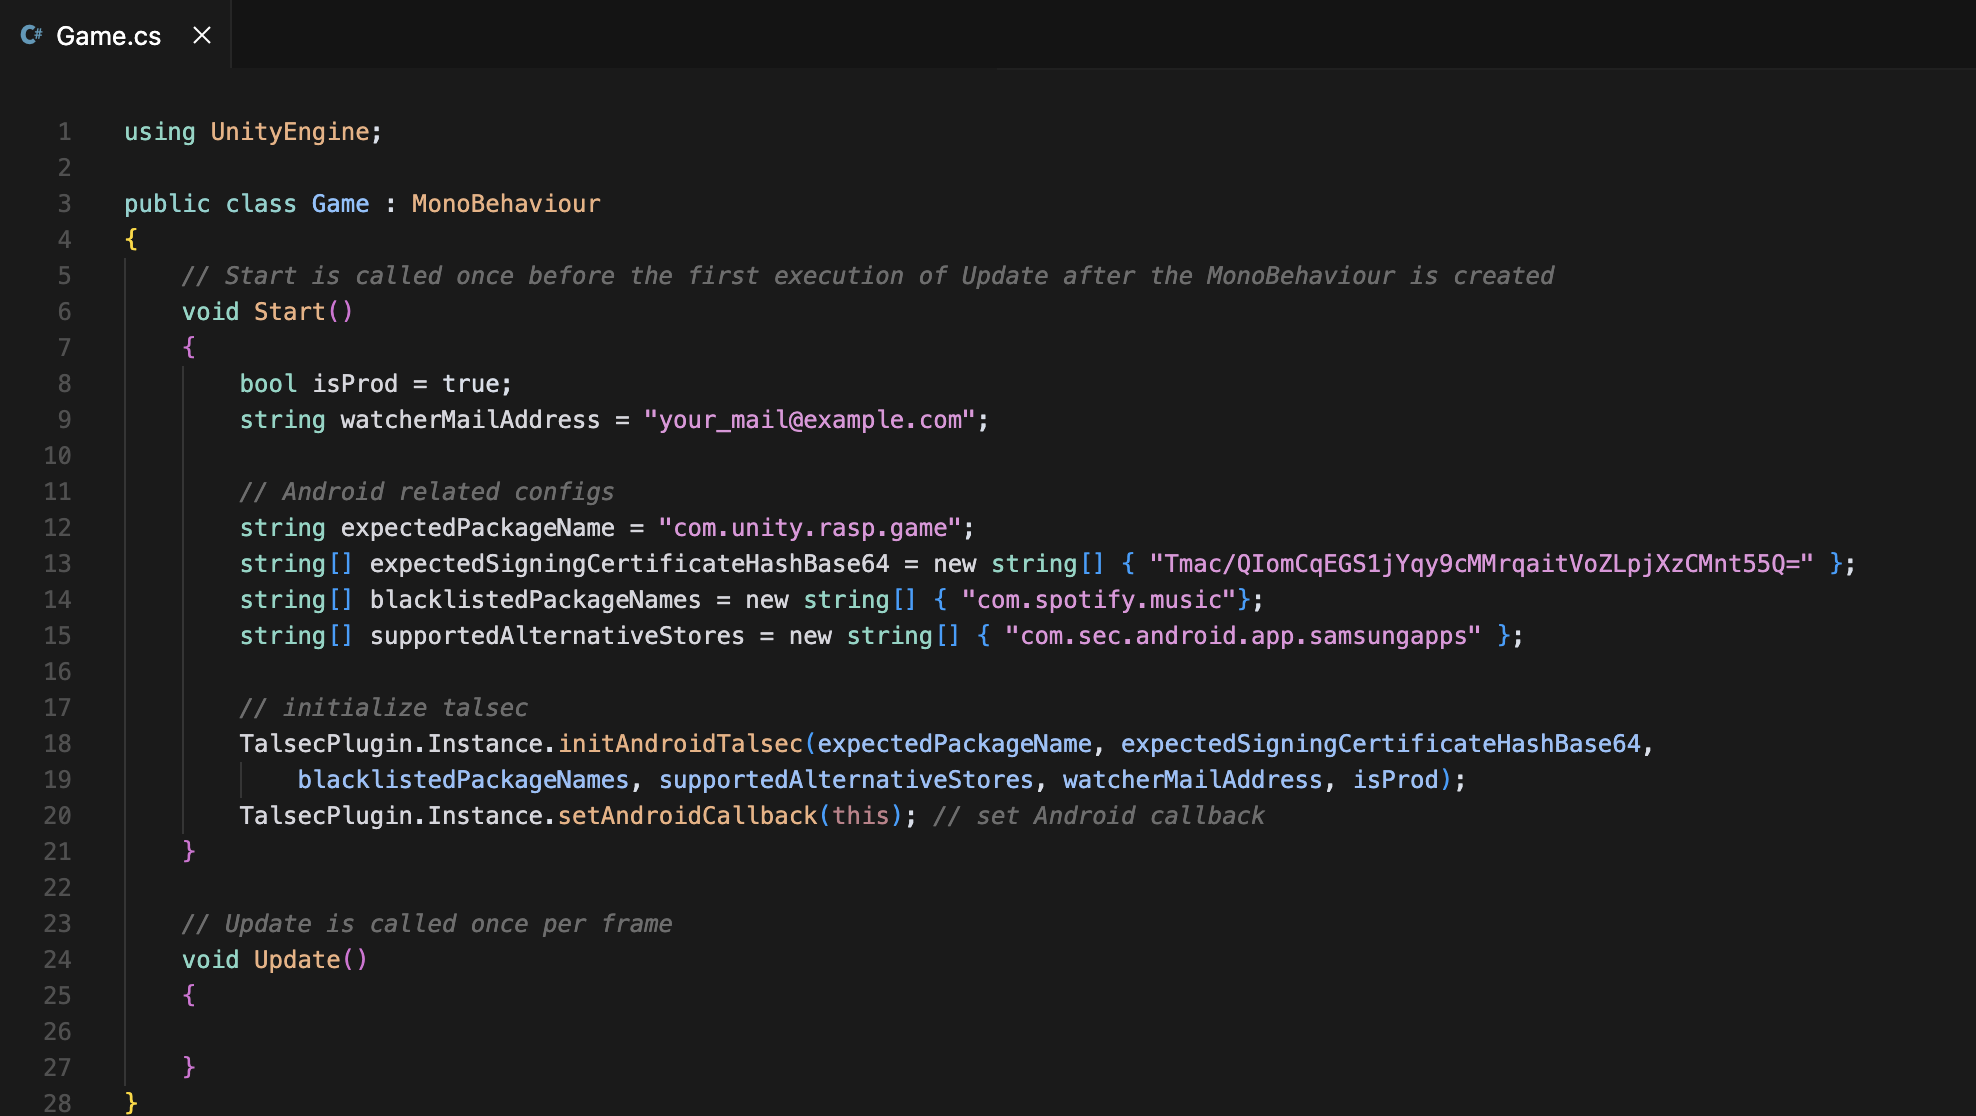 C# Game.cs ×
1 using UnityEngine;
2
3 public class Game : MonoBehaviour
4 {
5 // Start is called once before the first execution of Update after the MonoBehaviour is created
6 void Start()
7 {
8 bool isProd = true;
9 string watcherMailAddress = "your_mail@example.com";
10
11 // Android related configs
12 string expectedPackageName = "com.unity.rasp.game";
13 string[] expectedSigningCertificateHashBase64 = new string[] { "Tmac/QIomCqEGS1jYqy9cMMrqaitVoZLpjXzCMnt55Q=" };
14 string[] blacklistedPackageNames = new string[] { "com.spotify.music"};
15 string[] supportedAlternativeStores = new string[] { "com.sec.android.app.samsungapps" };
16
17 // initialize talsec
18 TalsecPlugin.Instance.initAndroidTalsec(expectedPackageName, expectedSigningCertificateHashBase64,
19 blacklistedPackageNames, supportedAlternativeStores, watcherMailAddress, isProd);
20 TalsecPlugin.Instance.setAndroidCallback(this); // set Android callback
21 }
22
23 // Update is called once per frame
24 void Update()
25 {
26
27 }
28 }